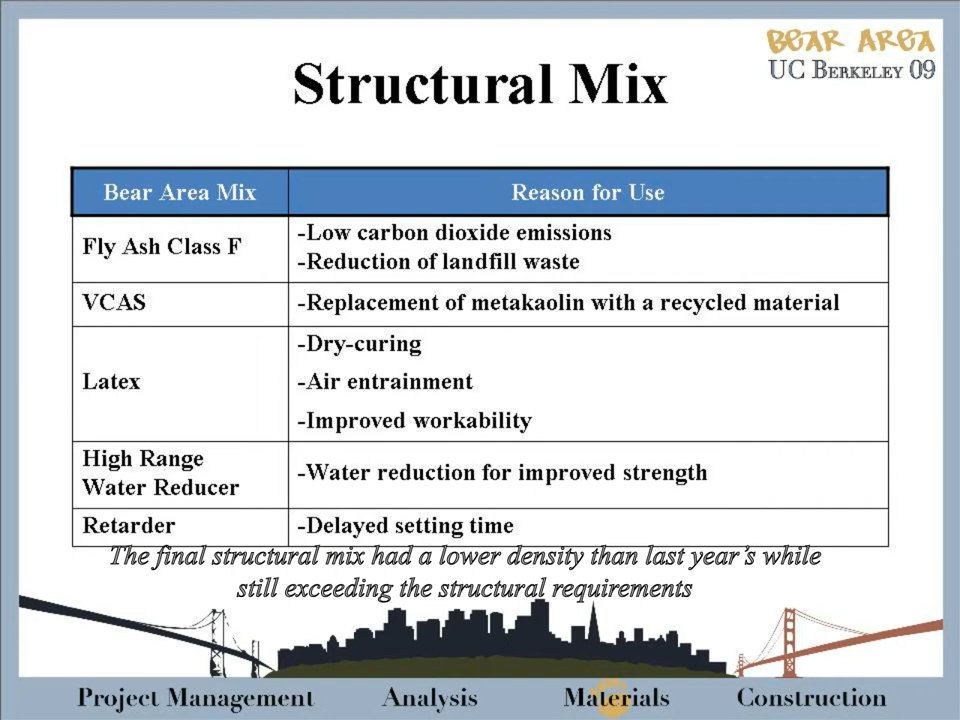 BEAR AREA
UC BERKELEY 09
Structural Mix
Bear Area Mix
Reason for Use
Fly Ash Class F
-Low carbon dioxide emissions
-Reduction of landfill waste
VCAS
-Replacement of metakaolin with a recycled material
Latex
-Dry-curing
-Air entrainment
-Improved workability
High Range
Water Reducer
-Water reduction for improved strength
Retarder
-Delayed setting time
The final structural mix had a lower density than last year's while
still exceeding the structural requirements
Project Management Analysis Materials Construction